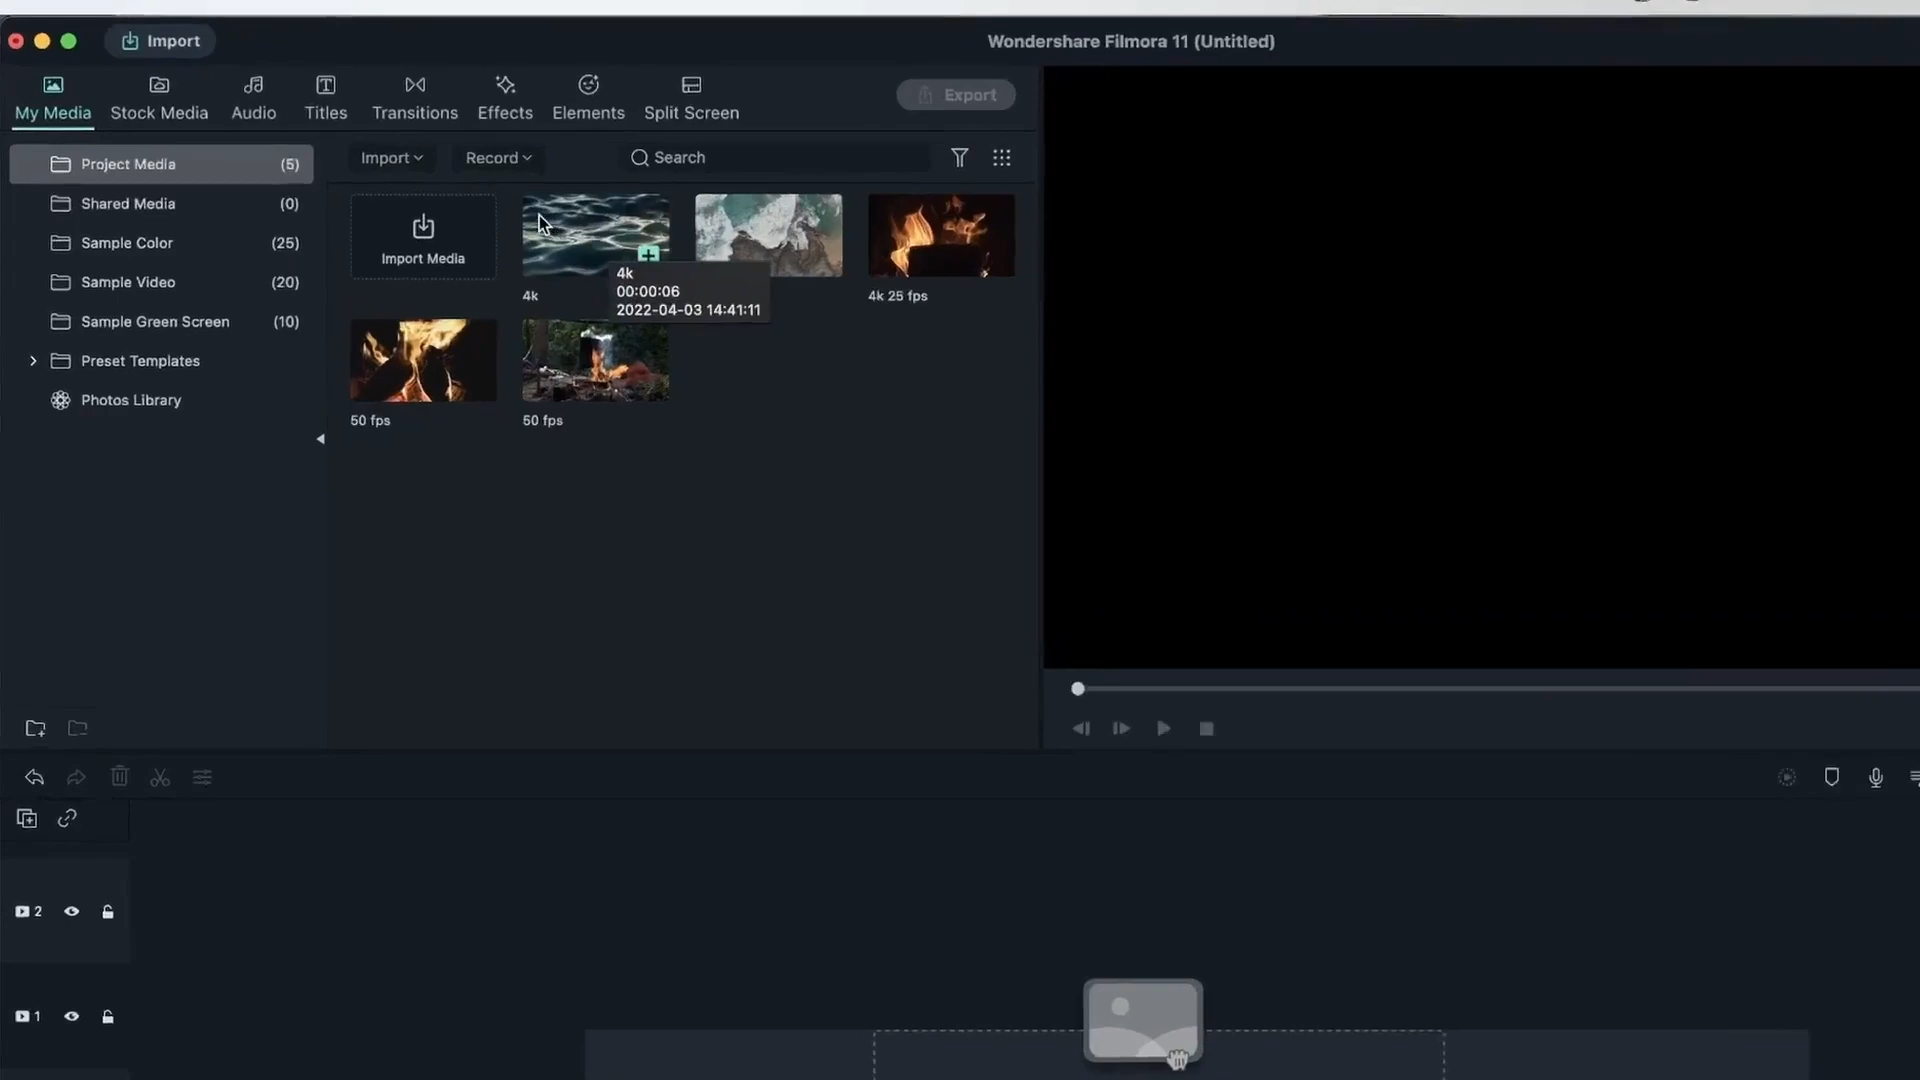 Import
Wondershare Filmora 11 (Untitled)
My Media
Stock Media
Audio
Titles
Transitions
Effects
Elements
Split Screen
Export
Project Media (5)
Shared Media (0)
Sample Color (25)
Sample Video (20)
Sample Green Screen (10)
Preset Templates
Photos Library
Import
Record
Search
Import Media
4k
4k
00:00:06
2022-04-03 14:41:11
4k 25 fps
50 fps
50 fps
2
1